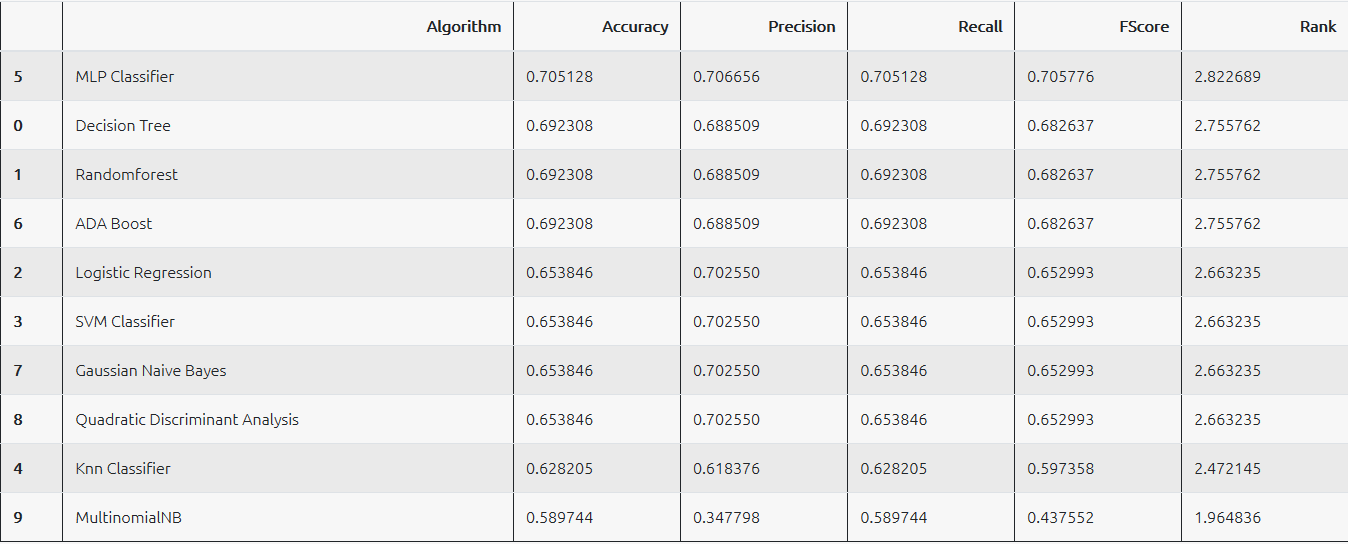 Algorithm Accuracy Precision Recall FScore Rank
5 MLP Classifier 0.705128 0.706656 0.705128 0.705776 2.822689
0 Decision Tree 0.692308 0.688509 0.692308 0.682637 2.755762
1 Randomforest 0.692308 0.688509 0.692308 0.682637 2.755762
6 ADA Boost 0.692308 0.688509 0.692308 0.682637 2.755762
2 Logistic Regression 0.653846 0.702550 0.653846 0.652993 2.663235
3 SVM Classifier 0.653846 0.702550 0.653846 0.652993 2.663235
7 Gaussian Naive Bayes 0.653846 0.702550 0.653846 0.652993 2.663235
8 Quadratic Discriminant Analysis 0.653846 0.702550 0.653846 0.652993 2.663235
4 Knn Classifier 0.628205 0.618376 0.628205 0.597358 2.472145
9 MultinomialNB 0.589744 0.347798 0.589744 0.437552 1.964836